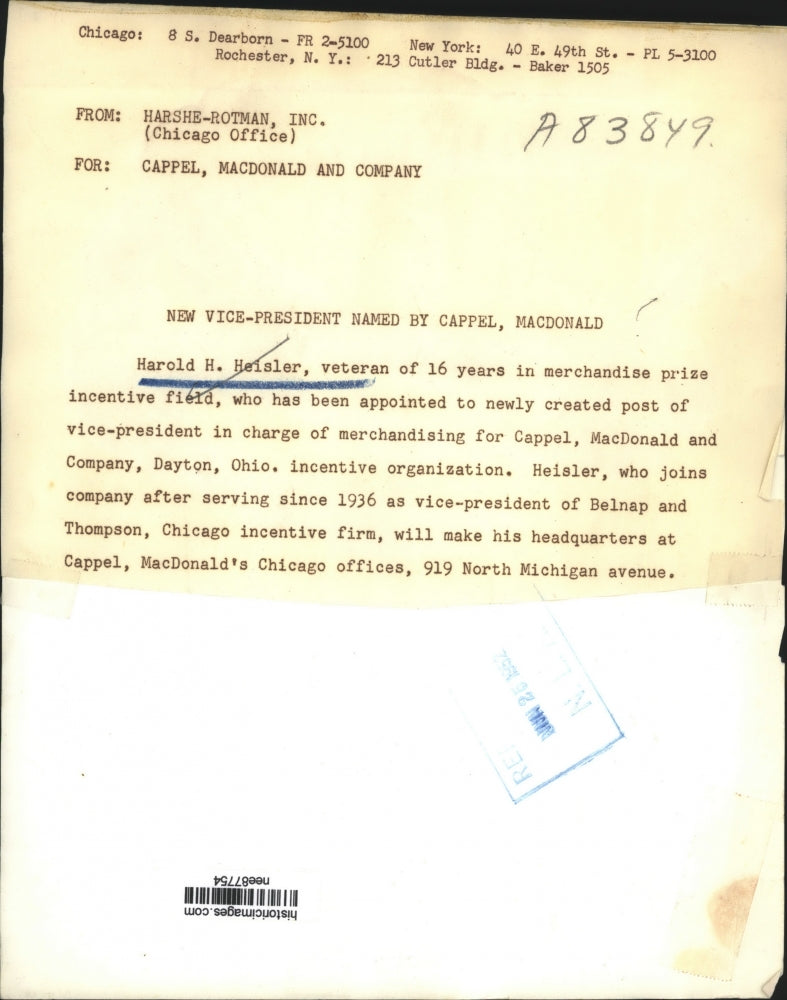 Chicago: 8 S. Dearborn - FR 2-5100 New York: 40 E. 49th St. - PL 5-3100
Rochester, N. Y.: 213 Cutler Bldg. - Baker 1505
FROM: HARSHE-ROTMAN, INC.
(Chicago Office)
A83849.
FOR: CAPPEL, MACDONALD AND COMPANY
NEW VICE-PRESIDENT NAMED BY CAPPEL, MACDONALD
Harold H. Heisler, veteran of 16 years in merchandise prize
incentive field, who has been appointed to newly created post of
vice-president in charge of merchandising for Cappel, MacDonald and
Company, Dayton, Ohio. incentive organization. Heisler, who joins
company after serving since 1936 as vice-president of Belnap and
Thompson, Chicago incentive firm, will make his headquarters at
Cappel, MacDonald's Chicago offices, 919 North Michigan avenue.
historicimages.com
nee87754